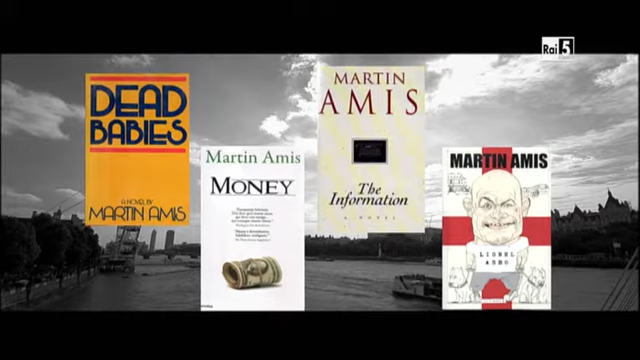 Rai 5
DEAD
BABIES
A NOVEL BY
MARTIN AMIS
Martin Amis
MONEY
MARTIN
AMIS
The
Information
A NOVEL
MARTIN AMIS
LIONEL
ASBO